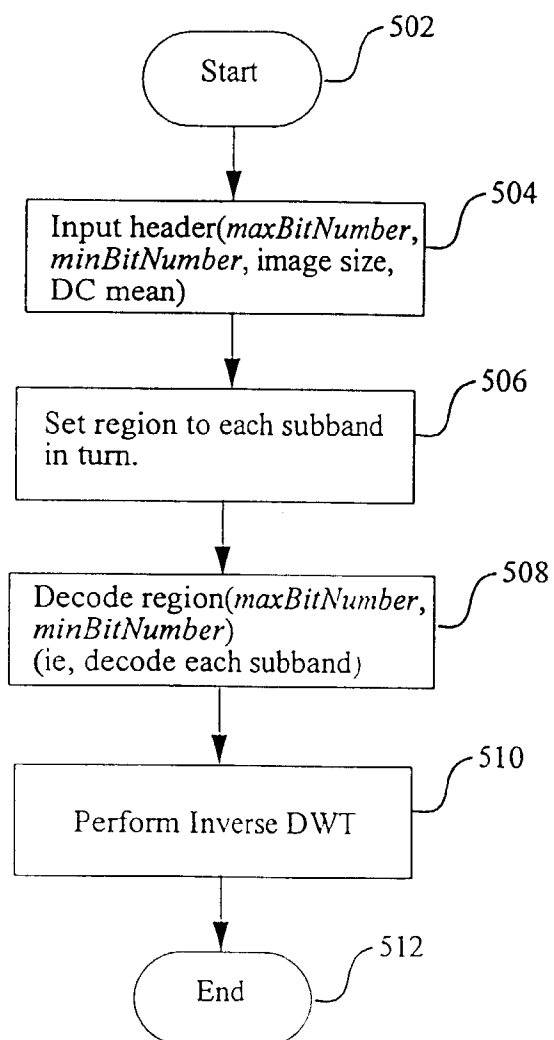 502
Start
504
Input header(maxBitNumber,
minBitNumber, image size,
DC mean)
506
Set region to each subband
in turn.
508
Decode region(maxBitNumber,
minBitNumber)
(ie, decode each subband)
510
Perform Inverse DWT
512
End